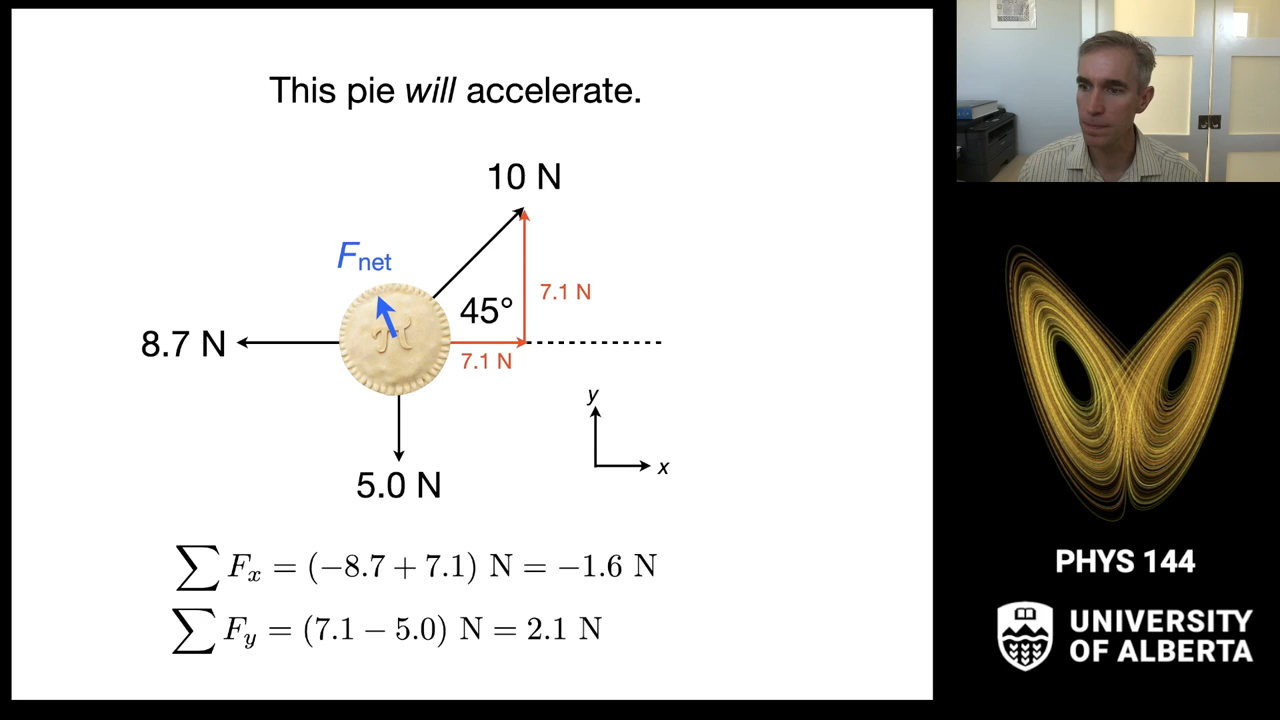 This pie will accelerate.
10 N
Fnet
45°
7.1 N
8.7 N
7.1 N
π
y
x
5.0 N
∑ Fx = (−8.7 + 7.1) N = −1.6 N
∑ Fy = (7.1 − 5.0) N = 2.1 N
PHYS 144
UNIVERSITY
OF ALBERTA